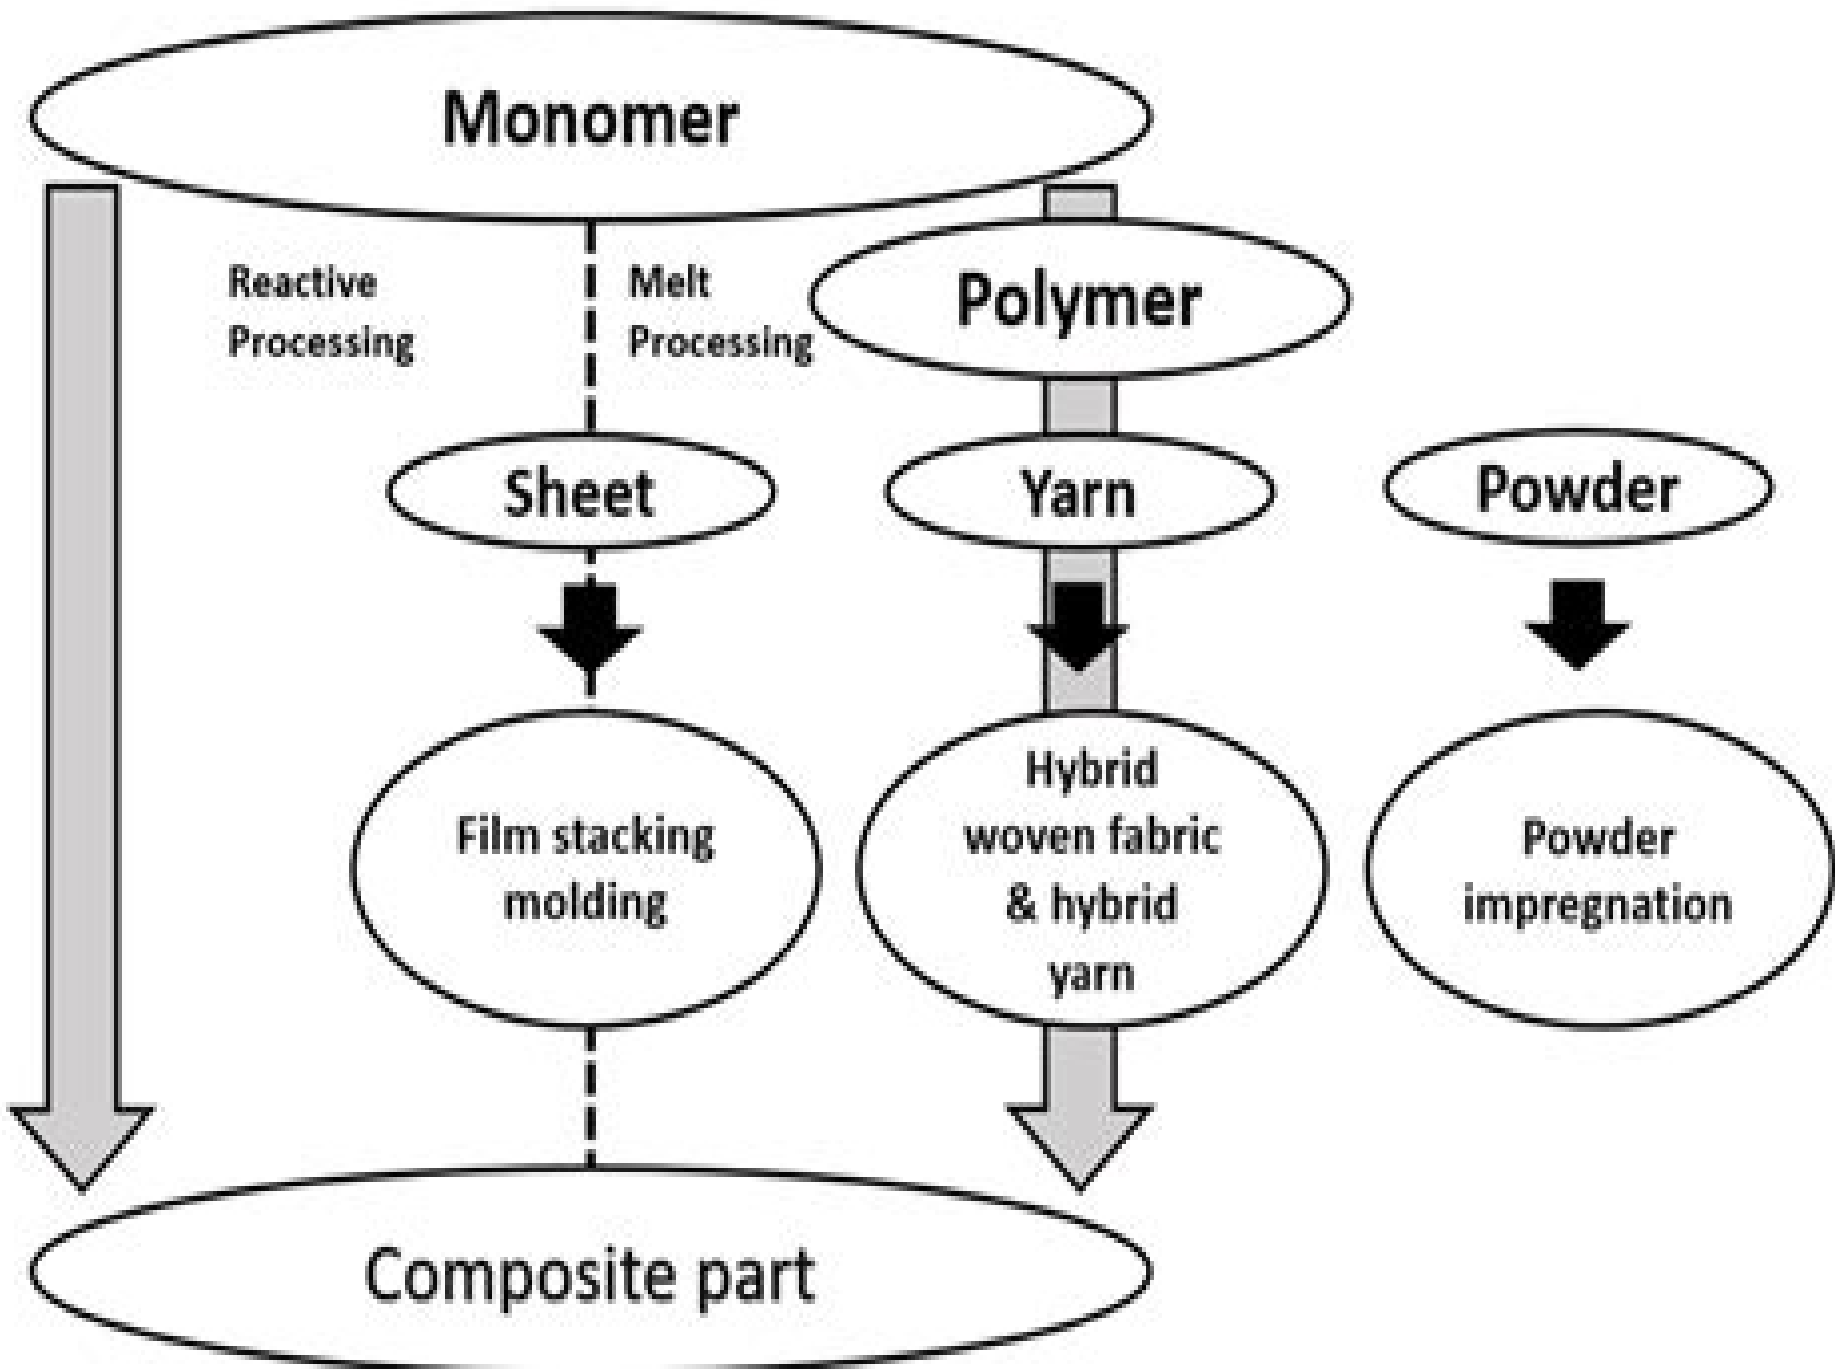 Monomer
Reactive
Processing
Melt
Processing
Polymer
Sheet
Yarn
Powder
Film stacking
molding
Hybrid
woven fabric
& hybrid
yarn
Powder
impregnation
Composite part